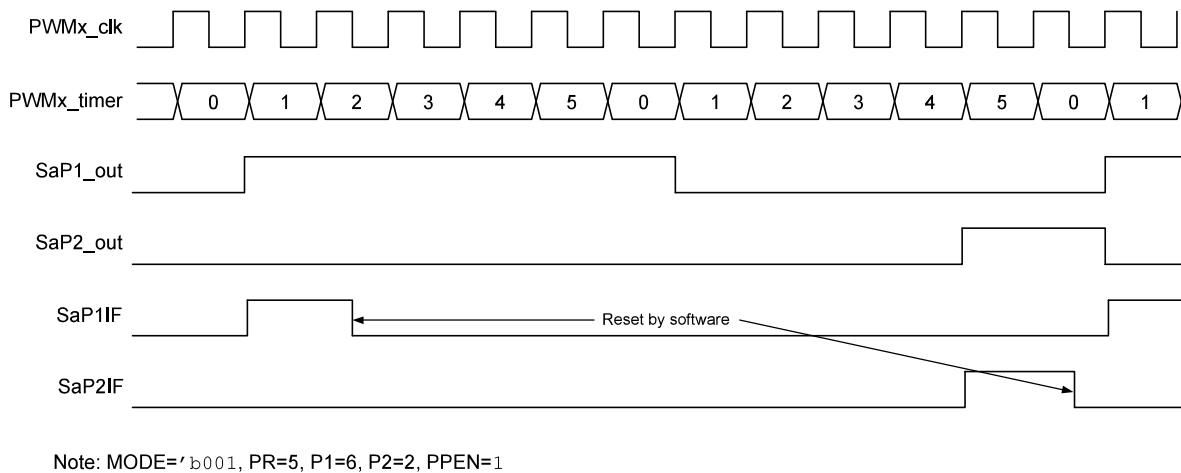 PWMx_clk
PWMx_timer 0 1 2 3 4 5 0 1 2 3 4 5 0 1
SaP1_out
SaP2_out
SaP1IF
Reset by software
SaP2IF
Note: MODE='b001, PR=5, P1=6, P2=2, PPEN=1